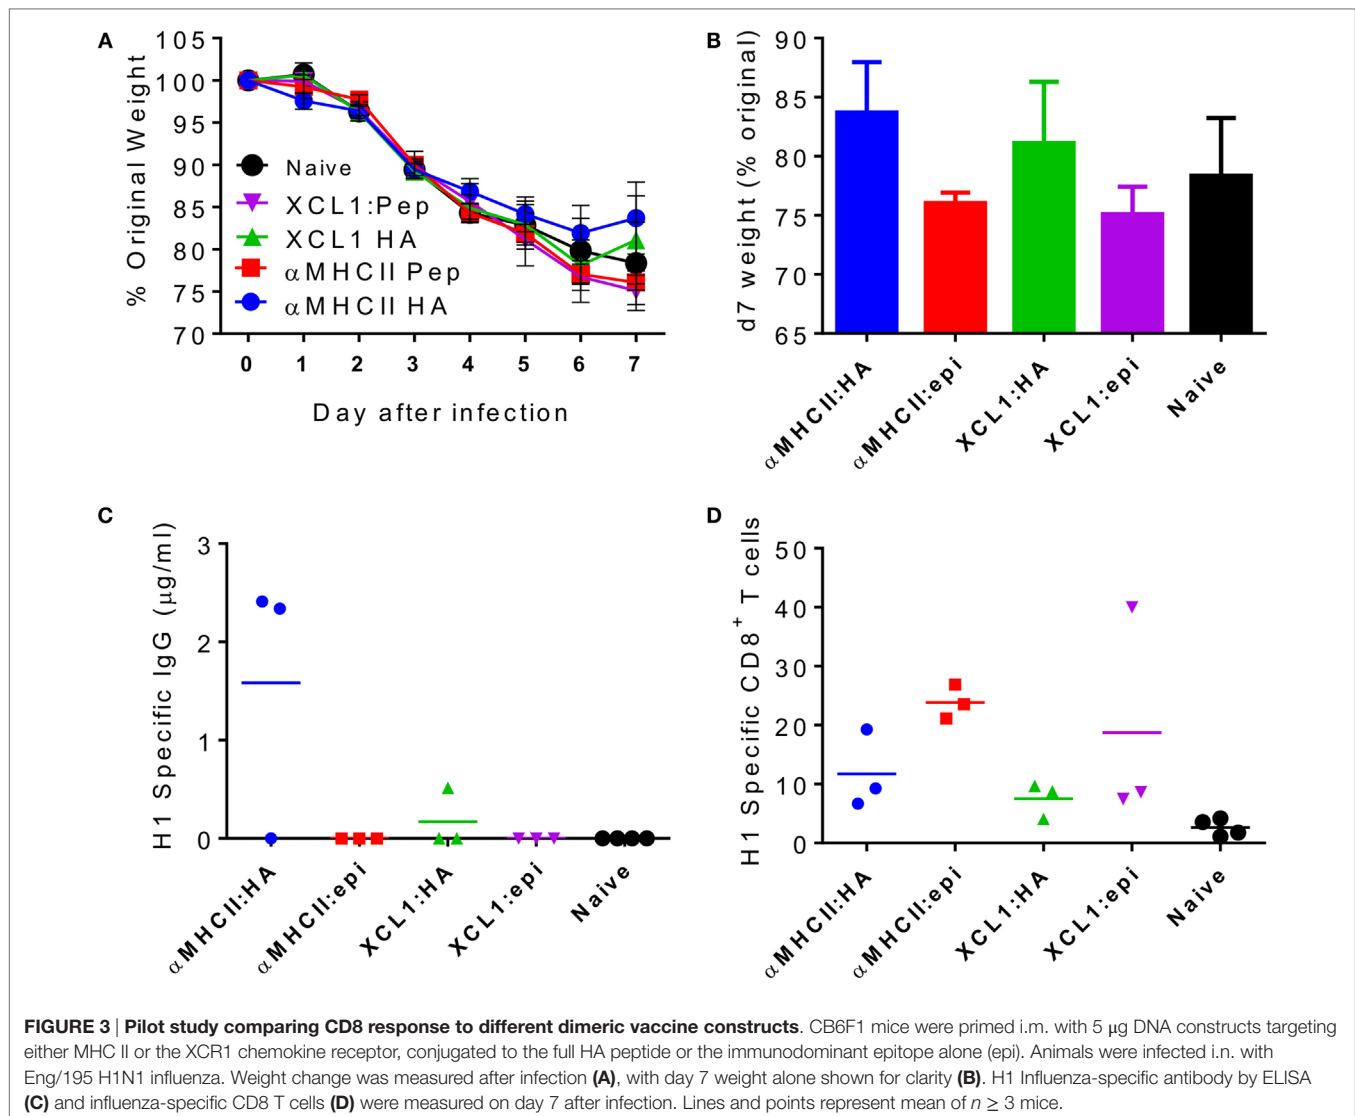 A
105
100
95
90
85
80
75
70
% Original Weight
Naive
XCL1:Pep
XCL1 HA
αMHCII Pep
αMHCII HA
0 1 2 3 4 5 6 7
Day after infection
B
90
85
80
75
70
65
d7 weight (% original)
αMHCII:HA
αMHCII:epi
XCL1:HA
XCL1:epi
Naive
C
3
2
1
0
H1 Specific IgG (μg/ml)
αMHCII:HA
αMHCII:epi
XCL1:HA
XCL1:epi
Naive
D
50
40
30
20
10
0
H1 Specific CD8+ T cells
αMHCII:HA
αMHCII:epi
XCL1:HA
XCL1:epi
Naive
FIGURE 3 | Pilot study comparing CD8 response to different dimeric vaccine constructs. CB6F1 mice were primed i.m. with 5 μg DNA constructs targeting
either MHC II or the XCR1 chemokine receptor, conjugated to the full HA peptide or the immunodominant epitope alone (epi). Animals were infected i.n. with
Eng/195 H1N1 influenza. Weight change was measured after infection (A), with day 7 weight alone shown for clarity (B). H1 Influenza-specific antibody by ELISA
(C) and influenza-specific CD8 T cells (D) were measured on day 7 after infection. Lines and points represent mean of n ≥ 3 mice.